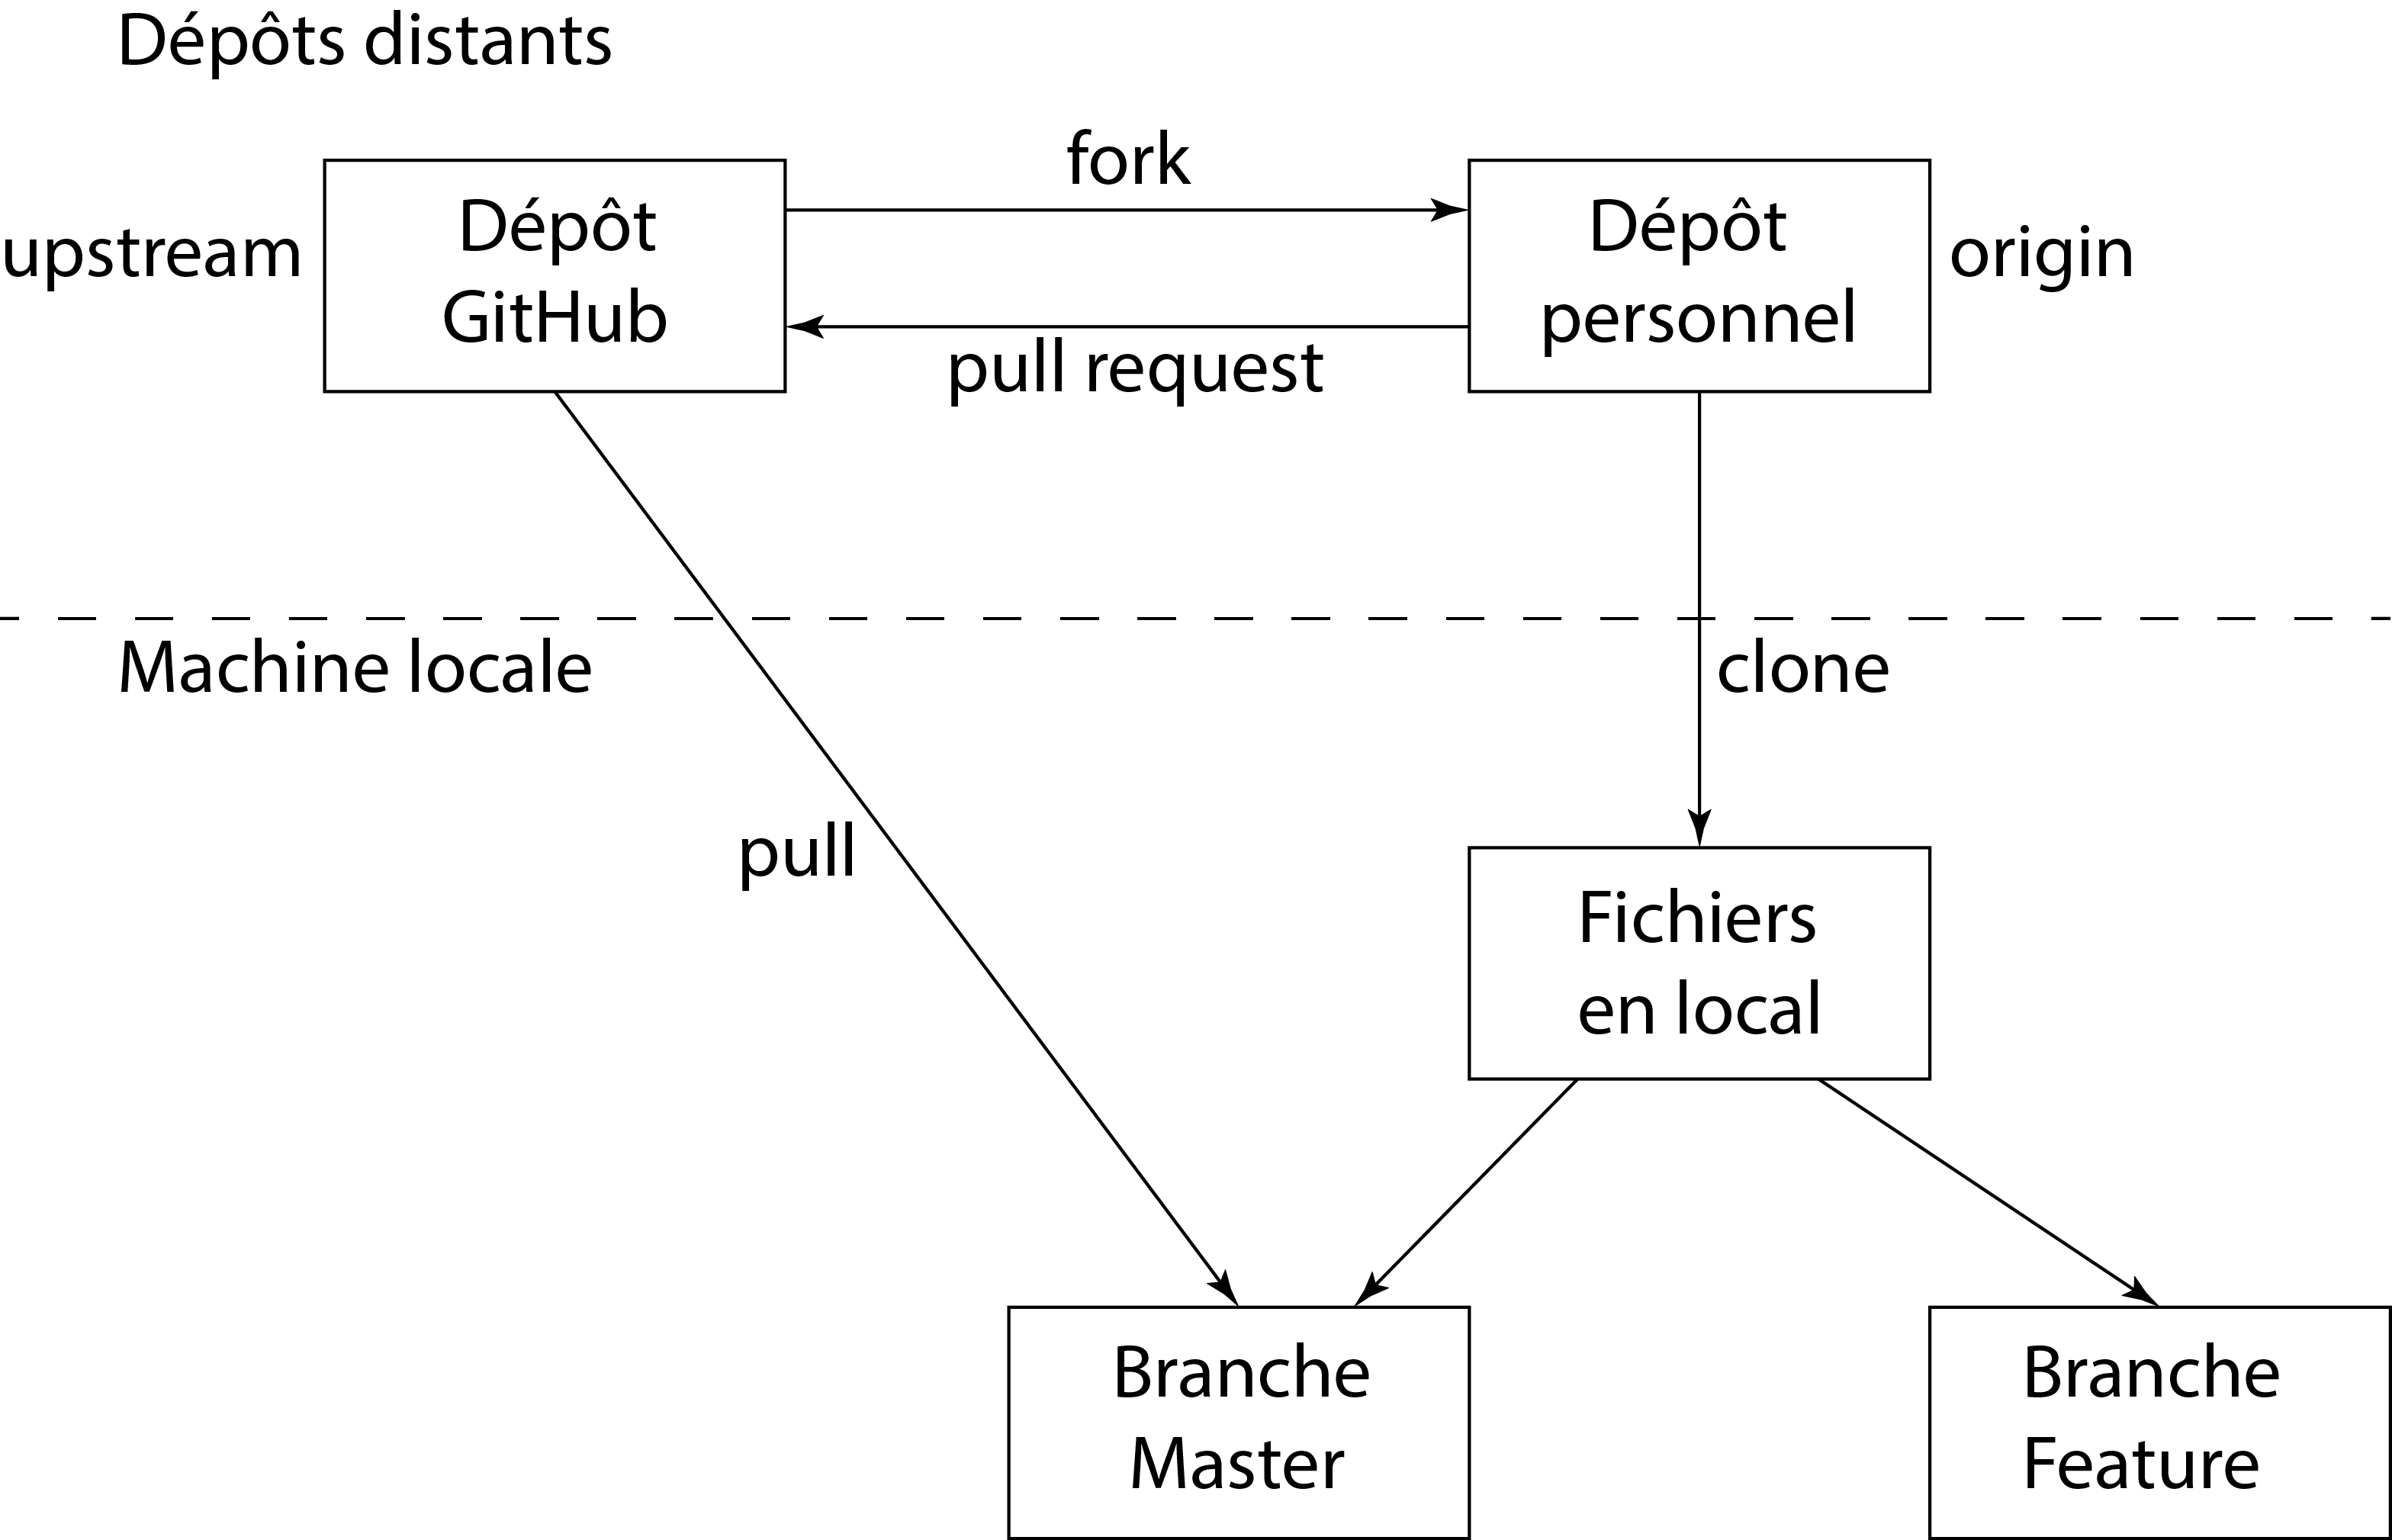 Dépôts distants
fork
upstream
Dépôt
GitHub
Dépôt
personnel
origin
pull request
Machine locale
clone
pull
Fichiers
en local
Branche
Master
Branche
Feature